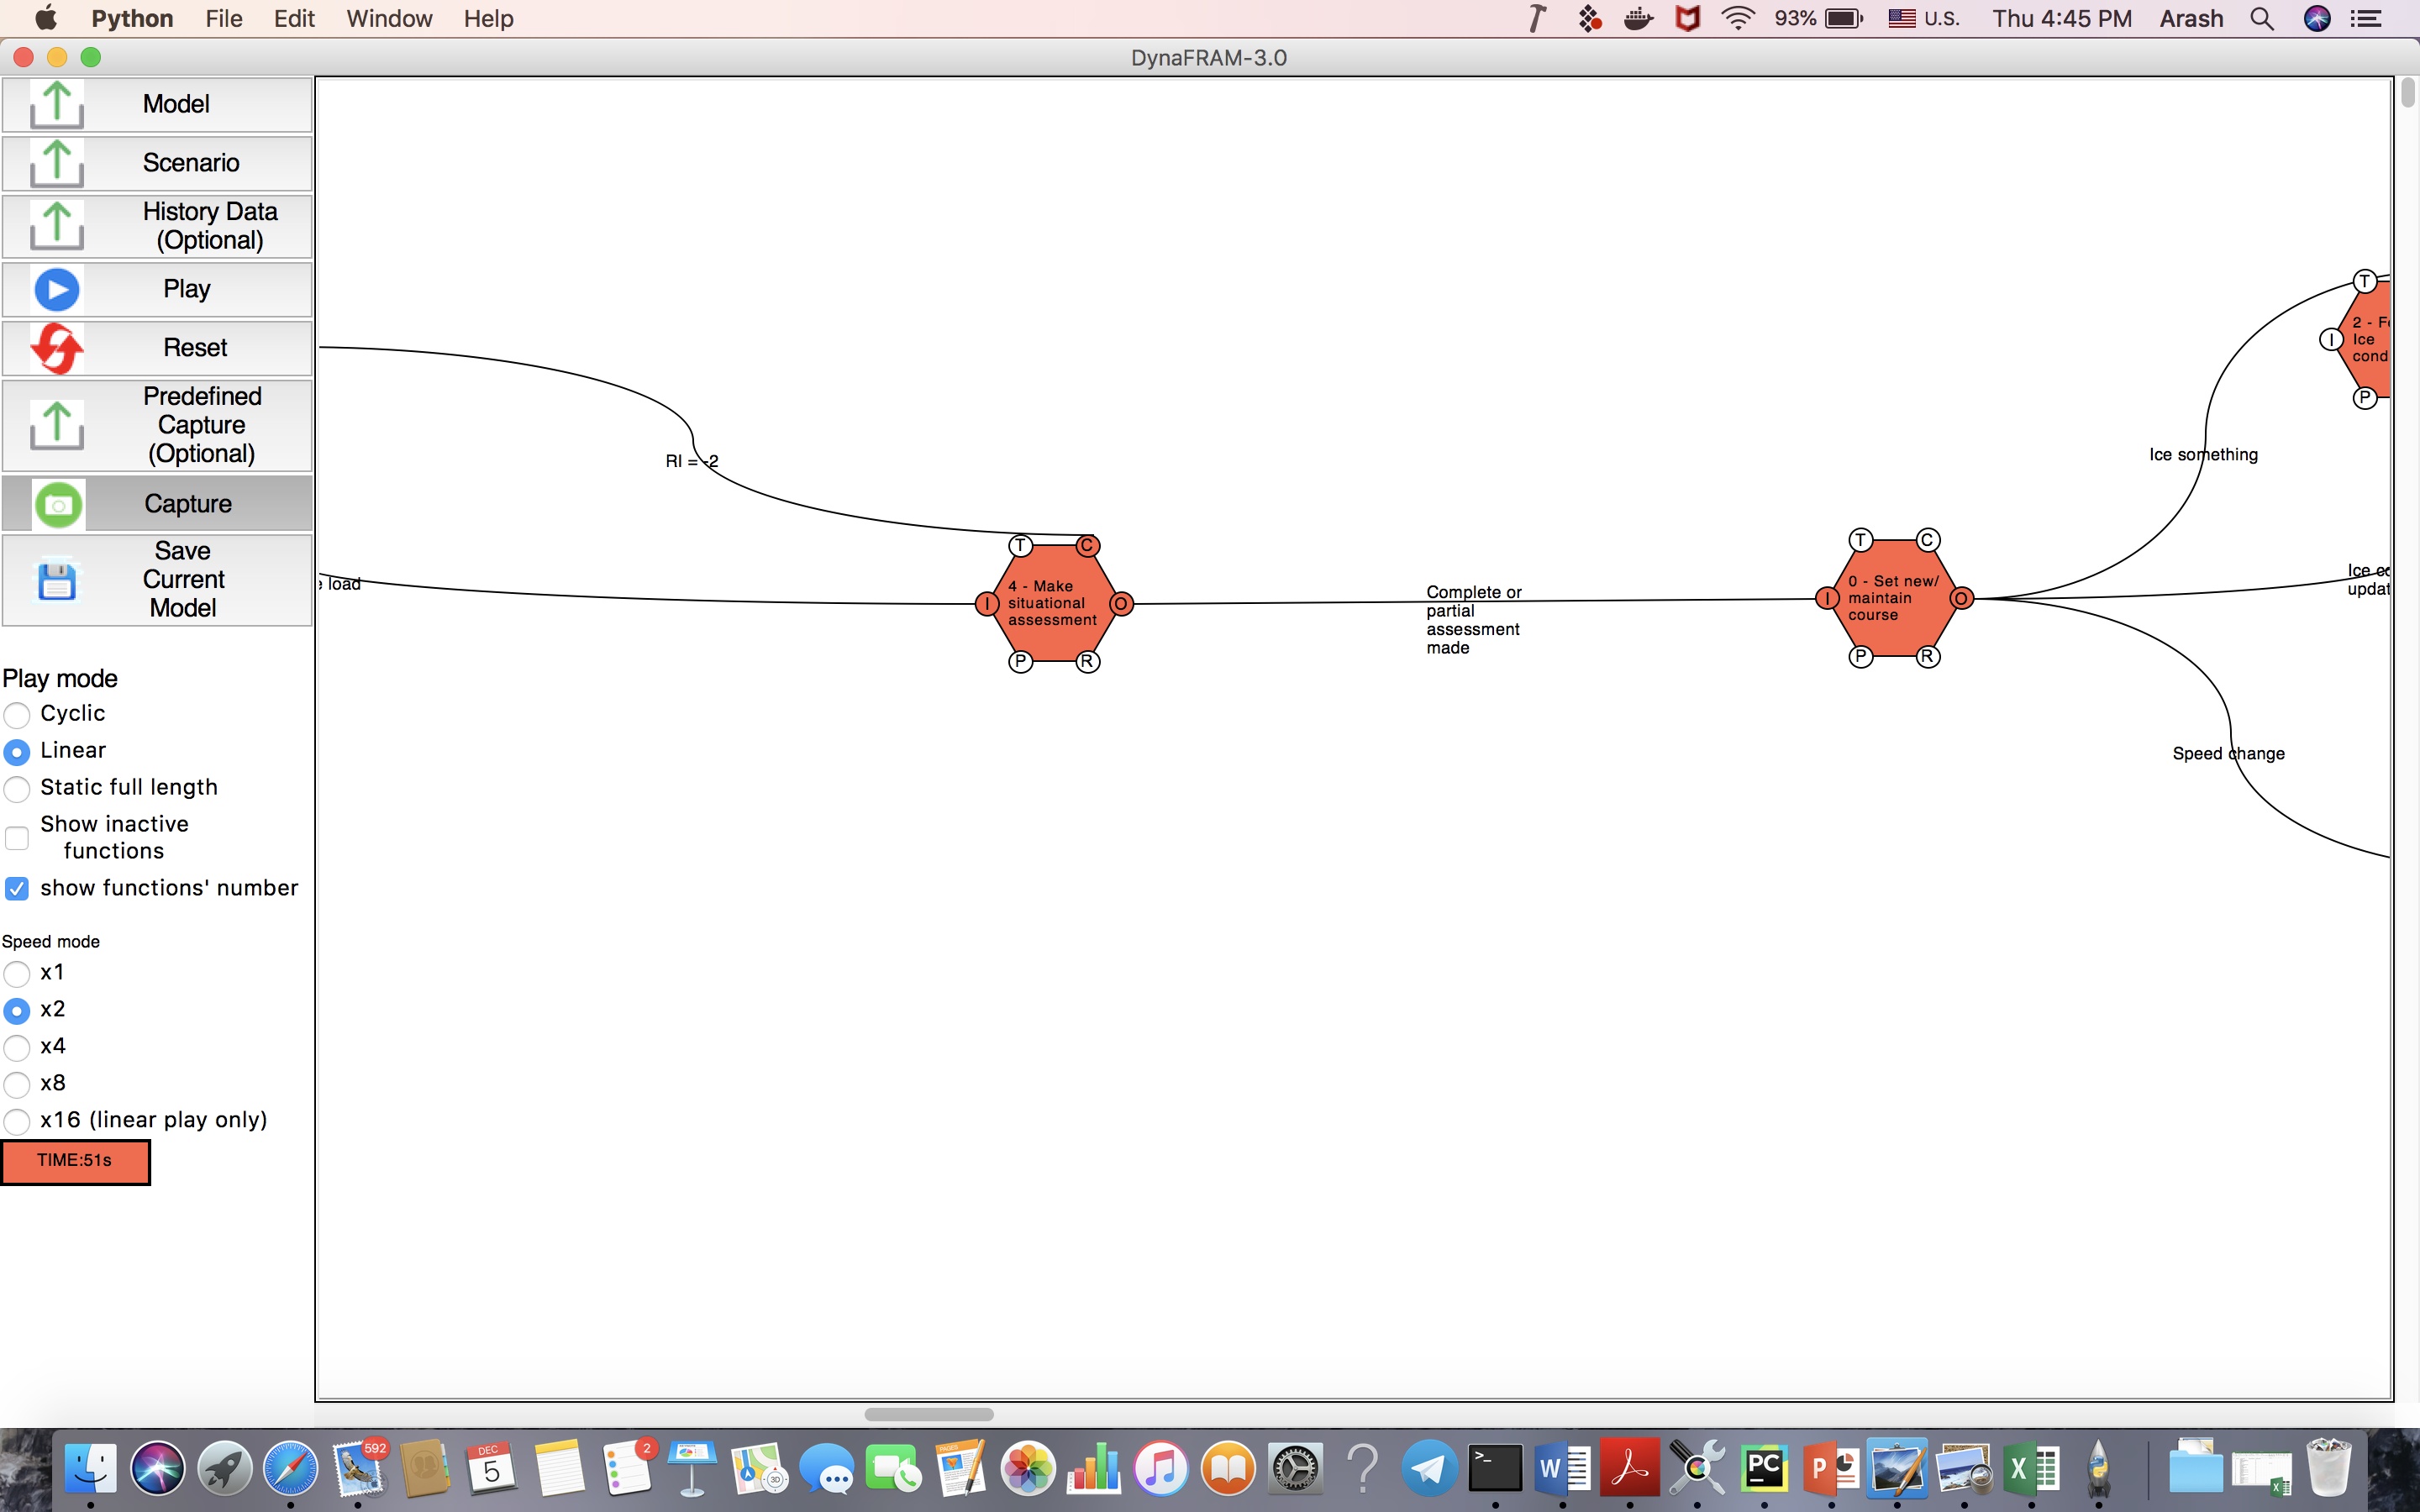 Python File Edit Window Help
93% U.S. Thu 4:45 PM Arash
DynaFRAM-3.0
Model
Scenario
History Data
(Optional)
Play
Reset
Predefined
Capture
(Optional)
Capture
Save
Current
Model
Play mode
Cyclic
Linear
Static full length
Show inactive
functions
show functions' number
Speed mode
x1
x2
x4
x8
x16 (linear play only)
TIME:51s
RI = -2
load
T C
4 - Make
situational
assessment
I O
P R
Complete or
partial
assessment
made
T C
0 - Set new/
maintain
course
I O
P R
Ice something
Ice
updat
Speed change
T
2 -
Ice
cond
I
P
592
DEC
5
2
3D
PAGES
>_
W
PC
P
X
X